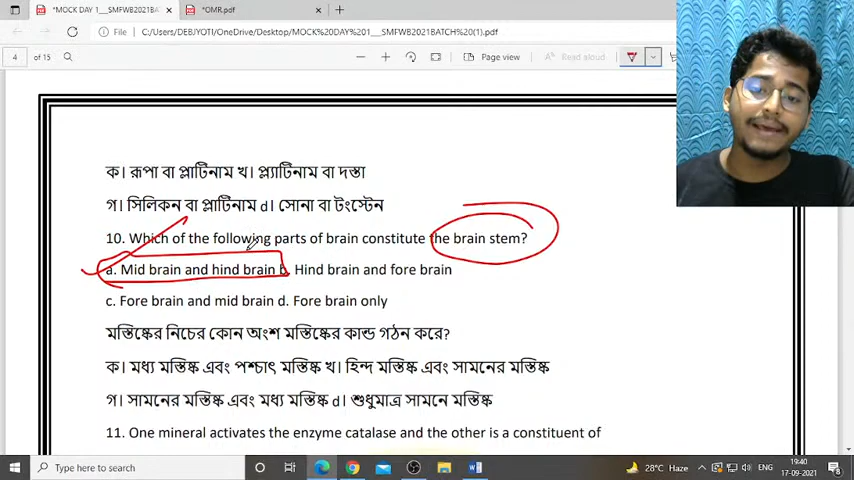 *MOCK DAY 1___SMFWB2021BATCH
*OMR.pdf
File
C:/Users/DEBJYOTI/OneDrive/Desktop/MOCK%20DAY%201___SMFWB2021BATCH%20(1).pdf
4 of 15
Page view
Read aloud
ক। রূপা বা প্লাটিনাম খ। প্ল্যাটিনাম বা দস্তা
গ। সিলিকন বা প্লাটিনাম d। সোনা বা টংস্টেন
10. Which of the following parts of brain constitute the brain stem?
a. Mid brain and hind brain b. Hind brain and fore brain
c. Fore brain and mid brain d. Fore brain only
মস্তিষ্কের নিচের কোন অংশ মস্তিষ্কের কান্ড গঠন করে?
ক। মধ্য মস্তিষ্ক এবং পশ্চাৎ মস্তিষ্ক খ। হিন্দ মস্তিষ্ক এবং সামনের মস্তিষ্ক
গ। সামনের মস্তিষ্ক এবং মধ্য মস্তিষ্ক d। শুধুমাত্র সামনে মস্তিষ্ক
11. One mineral activates the enzyme catalase and the other is a constituent of
Type here to search
28°C Haze
ENG
19:40
17-09-2021